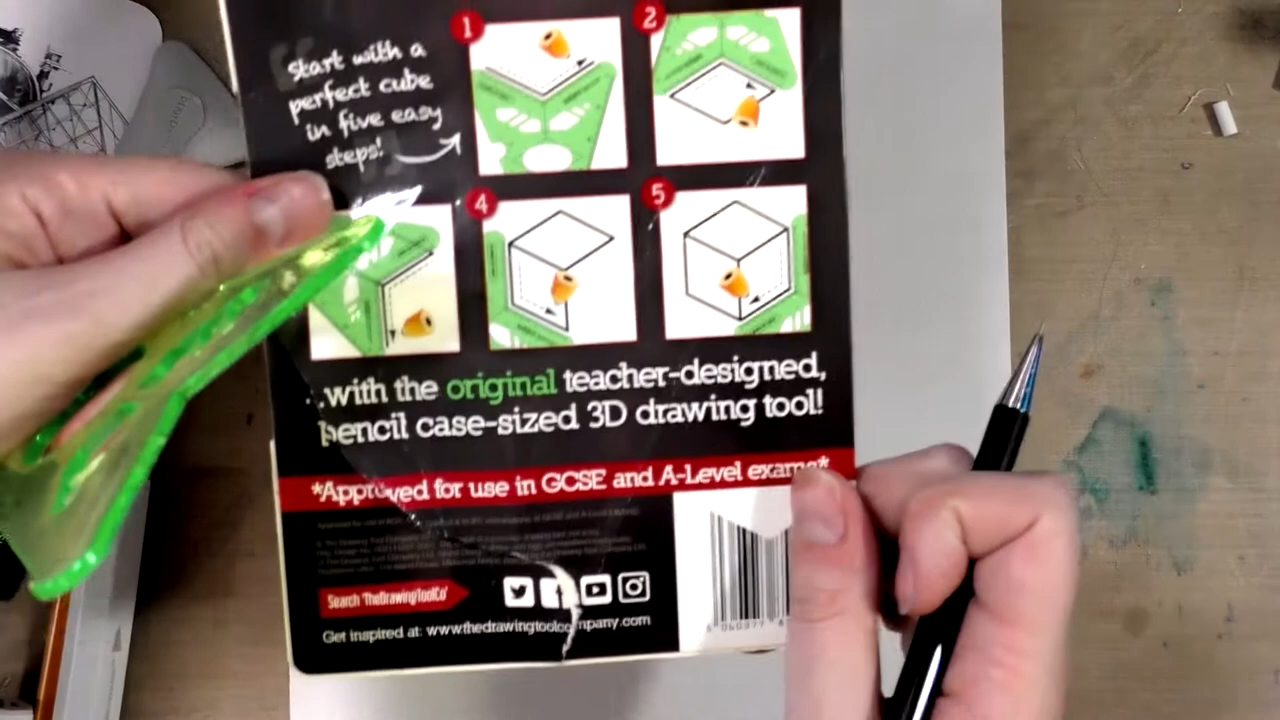 start with a
perfect cube
in five easy
steps!
1
2
4
5
...with the original teacher-designed,
pencil case-sized 3D drawing tool!
*Approved for use in GCSE and A-Level exams*
Search 'TheDrawingToolCo'
Get inspired at: www.thedrawingtoolcompany.com